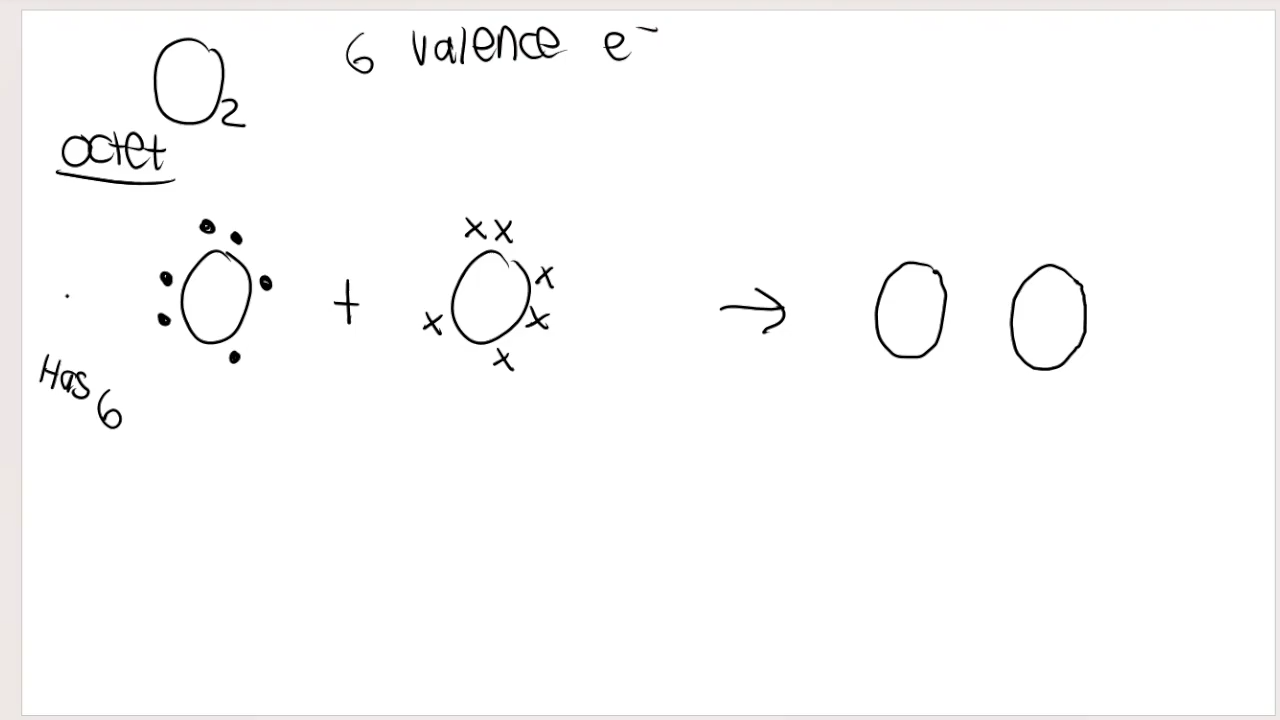 O2 6 valence e-
octet
O + O → O O
x x
x
x x
x
Has 6